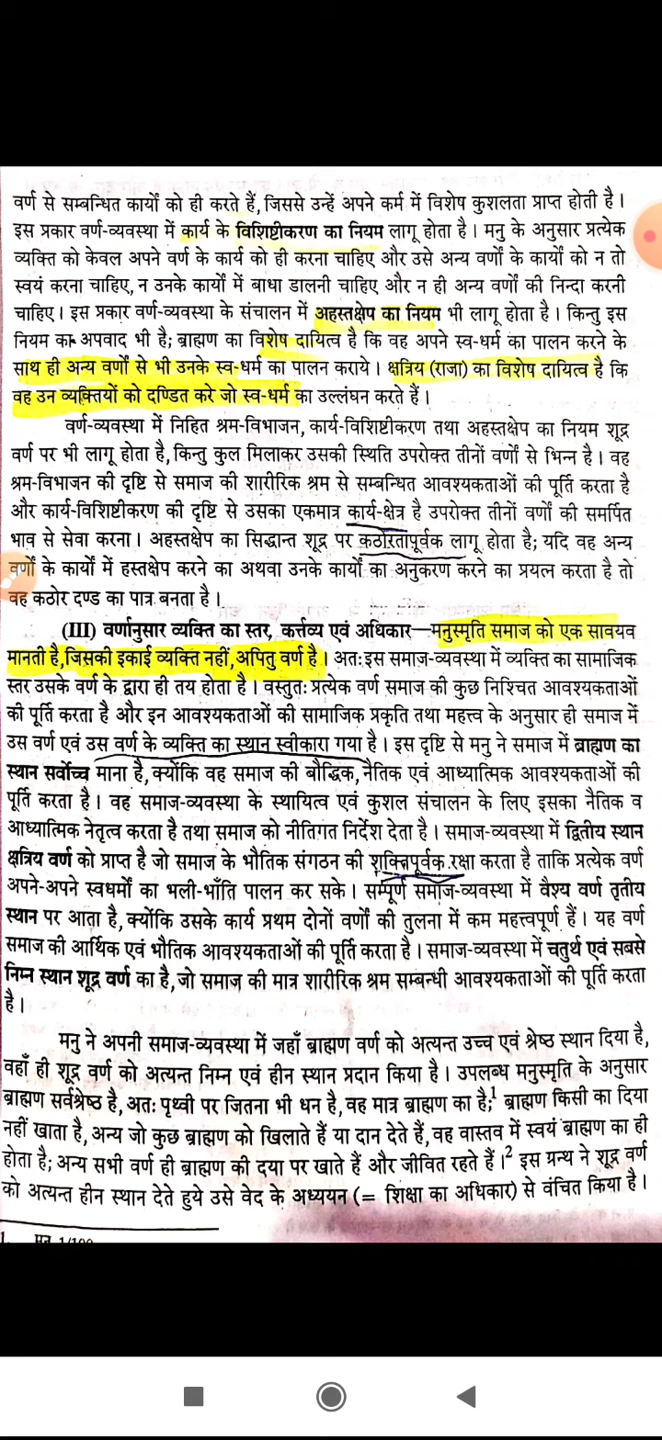 वर्ण से सम्बन्धित कार्यों को ही करते हैं, जिससे उन्हें अपने कर्म में विशेष कुशलता प्राप्त होती है।
इस प्रकार वर्ण-व्यवस्था में कार्य के विशिष्टीकरण का नियम लागू होता है। मनु के अनुसार प्रत्येक
व्यक्ति को केवल अपने वर्ण के कार्य को ही करना चाहिए और उसे अन्य वर्णों के कार्यों को न तो
स्वयं करना चाहिए, न उनके कार्यों में बाधा डालनी चाहिए और न ही अन्य वर्णों की निन्दा करनी
चाहिए। इस प्रकार वर्ण-व्यवस्था के संचालन में अहस्तक्षेप का नियम भी लागू होता है। किन्तु इस
नियम का अपवाद भी है; ब्राह्मण का विशेष दायित्व है कि वह अपने स्व-धर्म का पालन करने के
साथ ही अन्य वर्णों से भी उनके स्व-धर्म का पालन कराये। क्षत्रिय (राजा) का विशेष दायित्व है कि
वह उन व्यक्तियों को दण्डित करे जो स्व-धर्म का उल्लंघन करते हैं।
वर्ण-व्यवस्था में निहित श्रम-विभाजन, कार्य-विशिष्टीकरण तथा अहस्तक्षेप का नियम शूद्र
वर्ण पर भी लागू होता है, किन्तु कुल मिलाकर उसकी स्थिति उपरोक्त तीनों वर्णों से भिन्न है। वह
श्रम-विभाजन की दृष्टि से समाज की शारीरिक श्रम से सम्बन्धित आवश्यकताओं की पूर्ति करता है
और कार्य-विशिष्टीकरण की दृष्टि से उसका एकमात्र कार्य-क्षेत्र है उपरोक्त तीनों वर्णों की समर्पित
भाव से सेवा करना। अहस्तक्षेप का सिद्धान्त शूद्र पर कठोरतापूर्वक लागू होता है; यदि वह अन्य
वर्णों के कार्यों में हस्तक्षेप करने का अथवा उनके कार्यों का अनुकरण करने का प्रयत्न करता है तो
वह कठोर दण्ड का पात्र बनता है।
(III) वर्णानुसार व्यक्ति का स्तर, कर्त्तव्य एवं अधिकार—मनुस्मृति समाज को एक सावयव
मानती है, जिसकी इकाई व्यक्ति नहीं, अपितु वर्ण है। अतः इस समाज-व्यवस्था में व्यक्ति का सामाजिक
स्तर उसके वर्ण के द्वारा ही तय होता है। वस्तुतः प्रत्येक वर्ण समाज की कुछ निश्चित आवश्यकताओं
की पूर्ति करता है और इन आवश्यकताओं की सामाजिक प्रकृति तथा महत्त्व के अनुसार ही समाज में
उस वर्ण एवं उस वर्ण के व्यक्ति का स्थान स्वीकारा गया है। इस दृष्टि से मनु ने समाज में ब्राह्मण का
स्थान सर्वोच्च माना है, क्योंकि वह समाज की बौद्धिक, नैतिक एवं आध्यात्मिक आवश्यकताओं की
पूर्ति करता है। वह समाज-व्यवस्था के स्थायित्व एवं कुशल संचालन के लिए इसका नैतिक व
आध्यात्मिक नेतृत्व करता है तथा समाज को नीतिगत निर्देश देता है। समाज-व्यवस्था में द्वितीय स्थान
क्षत्रिय वर्ण को प्राप्त है जो समाज के भौतिक संगठन की शक्तिपूर्वक रक्षा करता है ताकि प्रत्येक वर्ण
अपने-अपने स्वधर्मों का भली-भाँति पालन कर सके। सम्पूर्ण समाज-व्यवस्था में वैश्य वर्ण तृतीय
स्थान पर आता है, क्योंकि उसके कार्य प्रथम दोनों वर्णों की तुलना में कम महत्त्वपूर्ण हैं। यह वर्ण
समाज की आर्थिक एवं भौतिक आवश्यकताओं की पूर्ति करता है। समाज-व्यवस्था में चतुर्थ एवं सबसे
निम्न स्थान शूद्र वर्ण का है, जो समाज की मात्र शारीरिक श्रम सम्बन्धी आवश्यकताओं की पूर्ति करता
है।
मनु ने अपनी समाज-व्यवस्था में जहाँ ब्राह्मण वर्ण को अत्यन्त उच्च एवं श्रेष्ठ स्थान दिया है,
वहाँ ही शूद्र वर्ण को अत्यन्त निम्न एवं हीन स्थान प्रदान किया है। उपलब्ध मनुस्मृति के अनुसार
ब्राह्मण सर्वश्रेष्ठ है, अतः पृथ्वी पर जितना भी धन है, वह मात्र ब्राह्मण का है;¹ ब्राह्मण किसी का दिया
नहीं खाता है, अन्य जो कुछ ब्राह्मण को खिलाते हैं या दान देते हैं, वह वास्तव में स्वयं ब्राह्मण का ही
होता है; अन्य सभी वर्ण ही ब्राह्मण की दया पर खाते हैं और जीवित रहते हैं।² इस ग्रन्थ ने शूद्र वर्ण
को अत्यन्त हीन स्थान देते हुये उसे वेद के अध्ययन (= शिक्षा का अधिकार) से वंचित किया है।